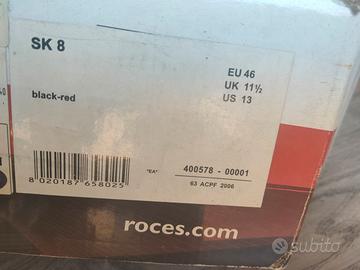 SK 8
EU 46
UK 11½
US 13
black-red
"EA"
400578 - 00001
8 020187 658025
63 ACPF 2006
roces.com
subito